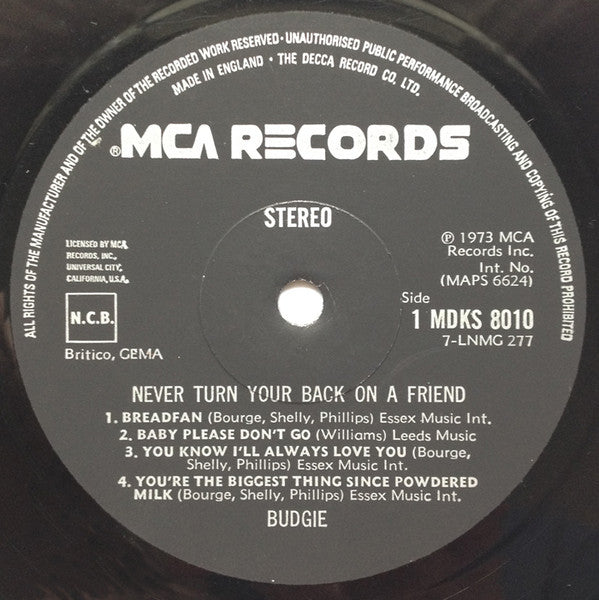 ALL RIGHTS OF THE MANUFACTURER AND OF THE OWNER OF THE RECORDED WORK RESERVED · UNAUTHORISED PUBLIC PERFORMANCE BROADCASTING AND COPYING OF THIS RECORD PROHIBITED
MADE IN ENGLAND · THE DECCA RECORD CO, LTD.
® MCA RECORDS
STEREO
LICENSED BY MCA
RECORDS, INC.,
UNIVERSAL CITY,
CALIFORNIA, U.S.A.
N.C.B.
Britico, GEMA
℗ 1973 MCA
Records Inc.
Int. No.
(MAPS 6624)
Side
1 MDKS 8010
7-LNMG 277
NEVER TURN YOUR BACK ON A FRIEND
1. BREADFAN (Bourge, Shelly, Phillips) Essex Music Int.
2. BABY PLEASE DON'T GO (Williams) Leeds Music
3. YOU KNOW I'LL ALWAYS LOVE YOU (Bourge,
Shelly, Phillips) Essex Music Int.
4. YOU'RE THE BIGGEST THING SINCE POWDERED
MILK (Bourge, Shelly, Phillips) Essex Music Int.
BUDGIE